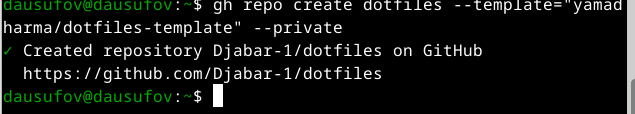 dausufov@dausufov:~$ gh repo create dotfiles --template="yamad
harma/dotfiles-template" --private
✓ Created repository Djabar-1/dotfiles on GitHub
  https://github.com/Djabar-1/dotfiles
dausufov@dausufov:~$